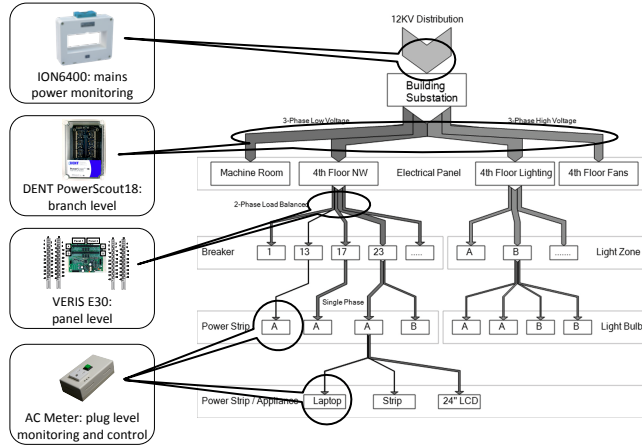 12KV Distribution
ION6400: mains
power monitoring
Building
Substation
3-Phase Low Voltage
3-Phase High Voltage
DENT PowerScout18:
branch level
Machine Room
4th Floor NW
Electrical Panel
4th Floor Lighting
4th Floor Fans
2-Phase Load Balanced
Breaker
1
13
17
23
.....
A
B
.......
Light Zone
VERIS E30:
panel level
Single Phase
Power Strip
A
A
A
B
A
A
B
B
Light Bulb
AC Meter: plug level
monitoring and control
Power Strip / Appliance
Laptop
Strip
24" LCD